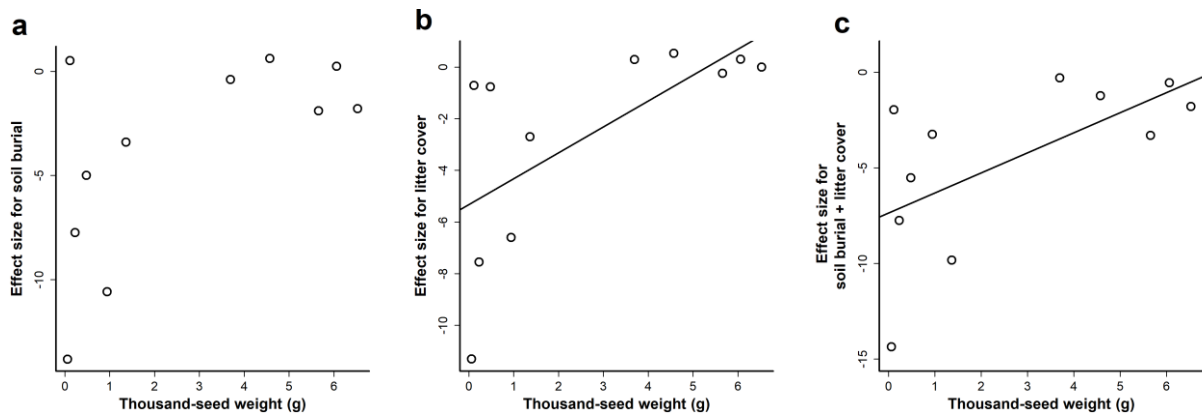 a
Effect size for soil burial
0
-5
-10
0 1 2 3 4 5 6
Thousand-seed weight (g)
b
Effect size for litter cover
0
-2
-4
-6
-8
-10
0 1 2 3 4 5 6
Thousand-seed weight (g)
c
Effect size for
soil burial + litter cover
0
-5
-10
-15
0 1 2 3 4 5 6
Thousand-seed weight (g)